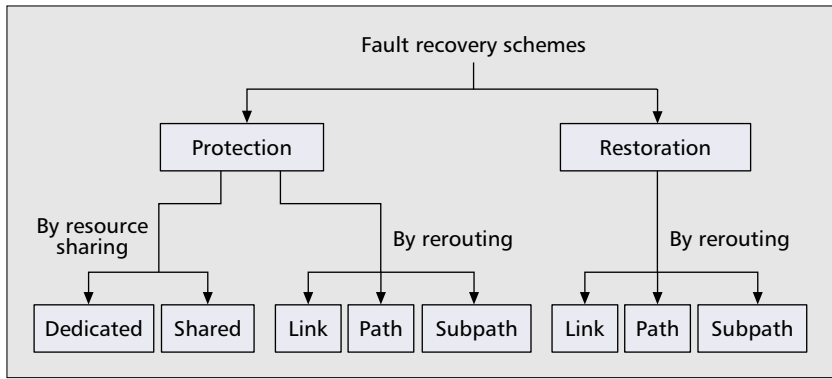 Fault recovery schemes
Protection
Restoration
By resource
sharing
By rerouting
By rerouting
Dedicated
Shared
Link
Path
Subpath
Link
Path
Subpath